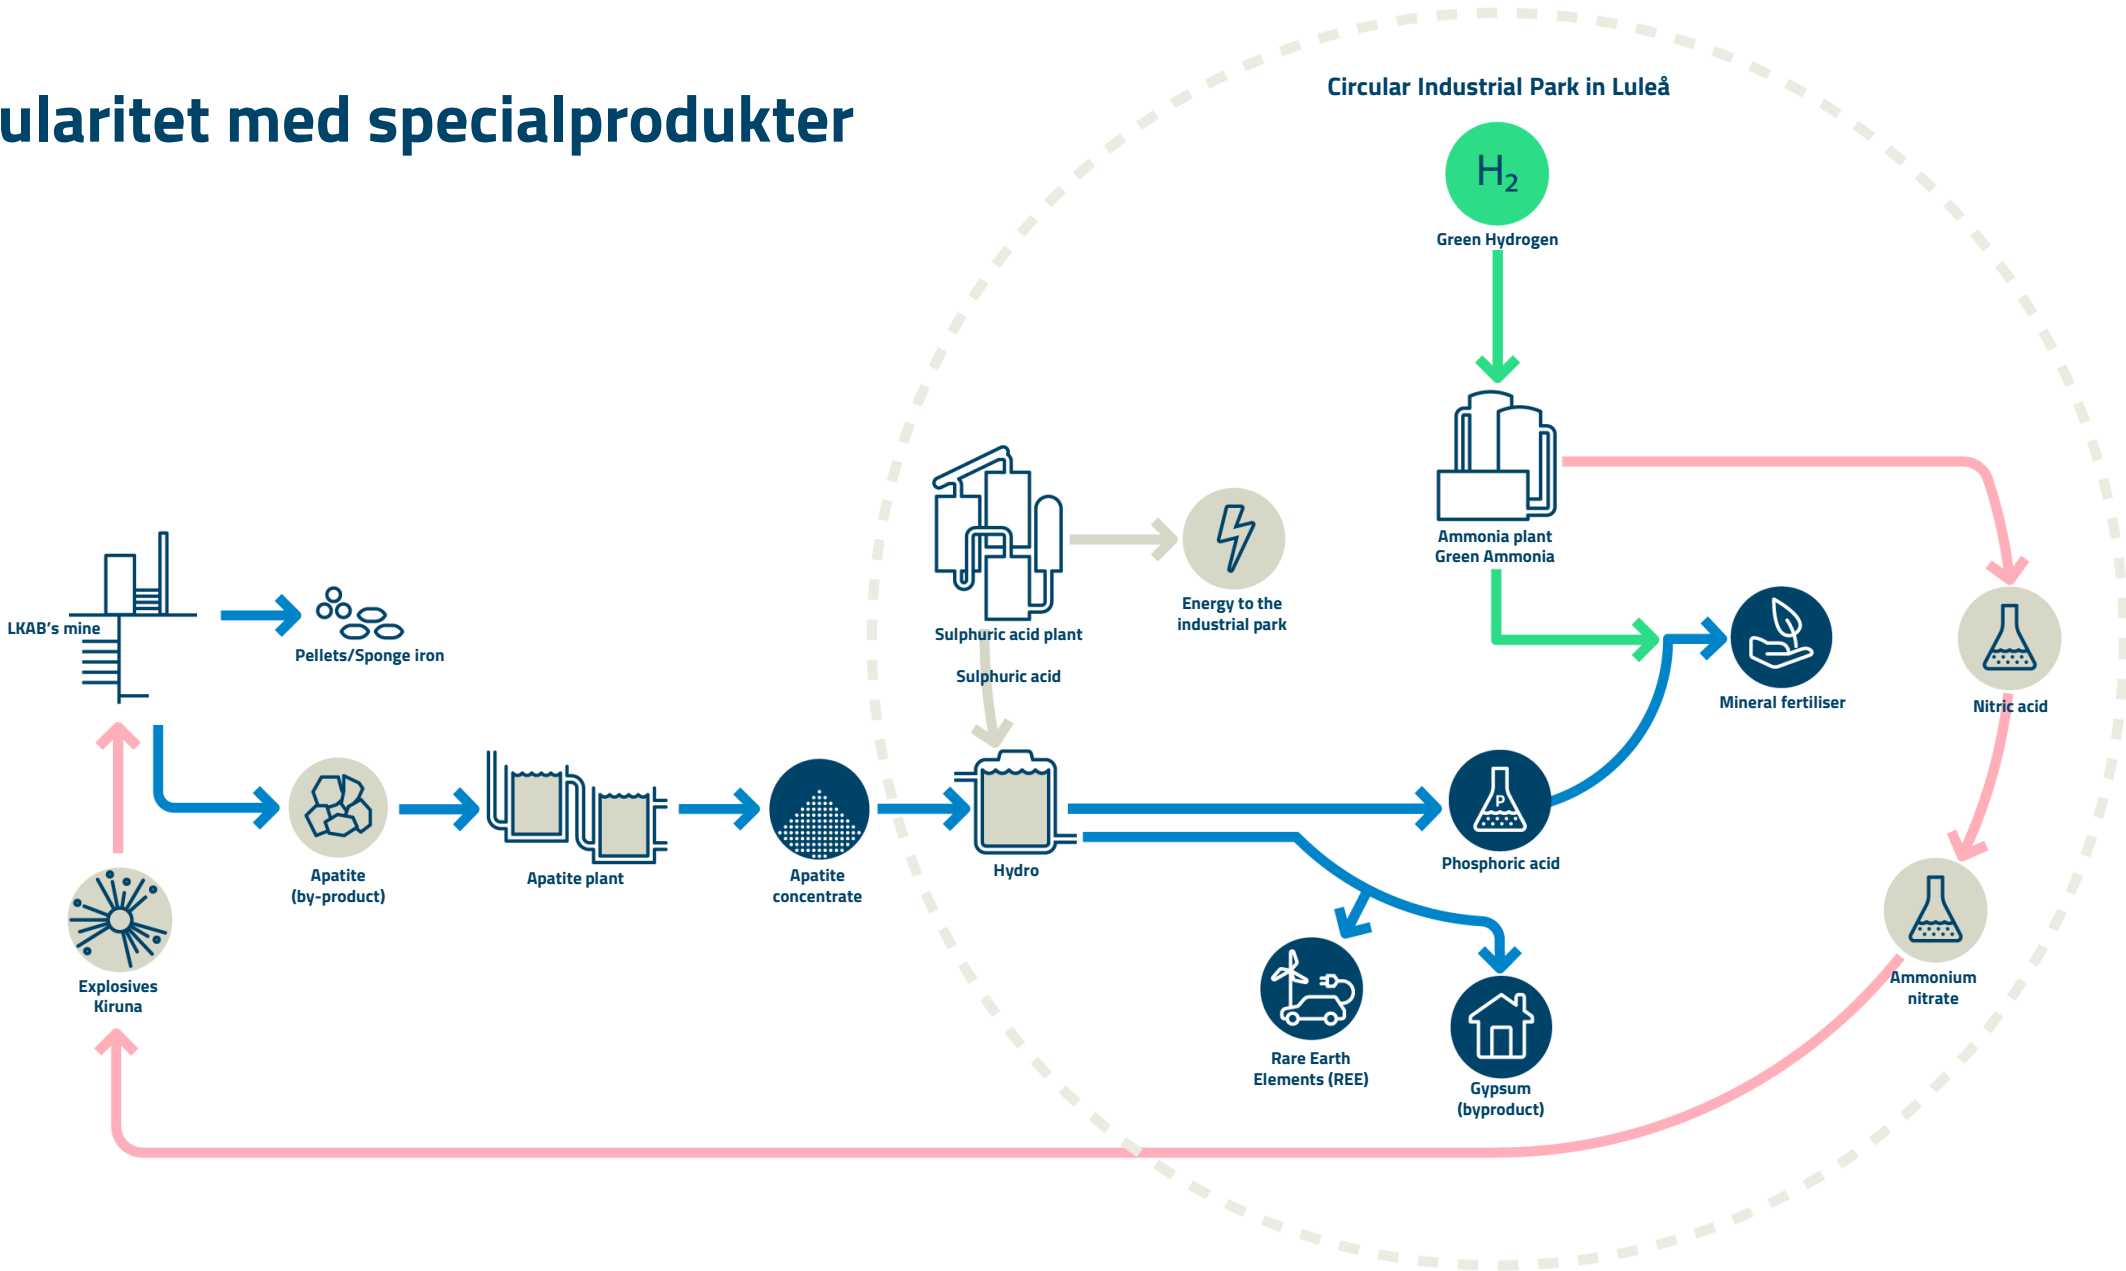 ularitet med specialprodukter
Circular Industrial Park in Luleå
H₂
Green Hydrogen
Ammonia plant
Green Ammonia
Sulphuric acid plant
Sulphuric acid
Energy to the
industrial park
LKAB's mine
Pellets/Sponge iron
Mineral fertiliser
Nitric acid
Apatite
(by-product)
Apatite plant
Apatite
concentrate
Hydro
P
Phosphoric acid
Explosives
Kiruna
Ammonium
nitrate
Rare Earth
Elements (REE)
Gypsum
(byproduct)